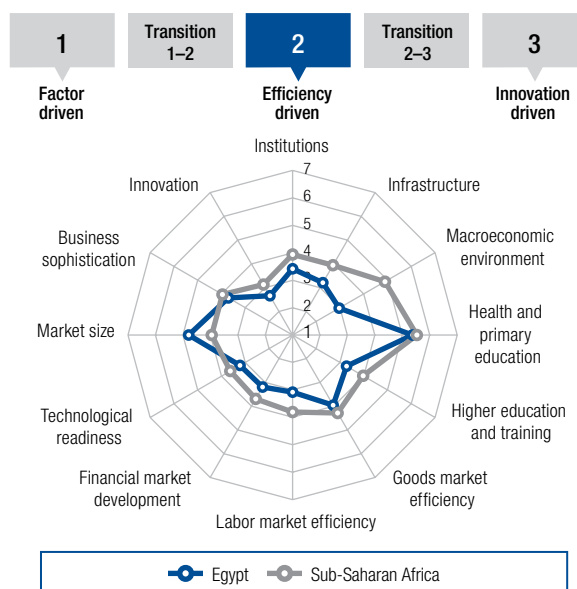 1
Transition
1–2
2
Transition
2–3
3
Factor
driven
Efficiency
driven
Innovation
driven
Institutions
7
6
5
4
3
2
1
Innovation
Infrastructure
Business
sophistication
Macroeconomic
environment
Market size
Health and
primary
education
Technological
readiness
Higher education
and training
Financial market
development
Goods market
efficiency
Labor market efficiency
Egypt
Sub-Saharan Africa